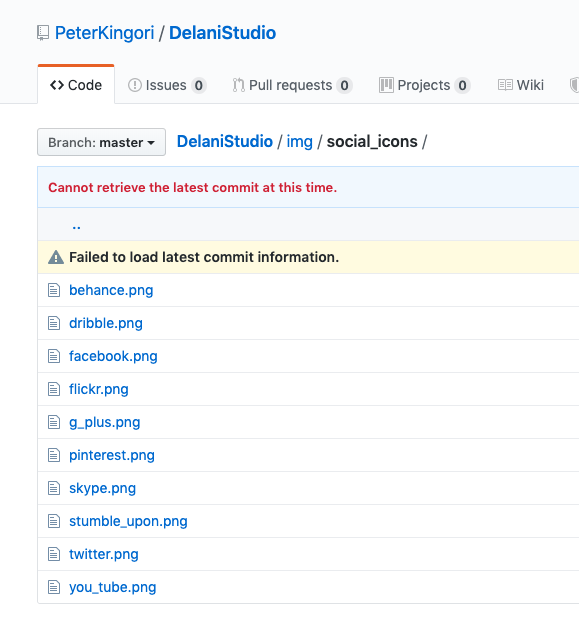 PeterKingori / DelaniStudio
Code Issues 0 Pull requests 0 Projects 0 Wiki
Branch: master DelaniStudio / img / social_icons /
Cannot retrieve the latest commit at this time.
..
Failed to load latest commit information.
behance.png
dribble.png
facebook.png
flickr.png
g_plus.png
pinterest.png
skype.png
stumble_upon.png
twitter.png
you_tube.png